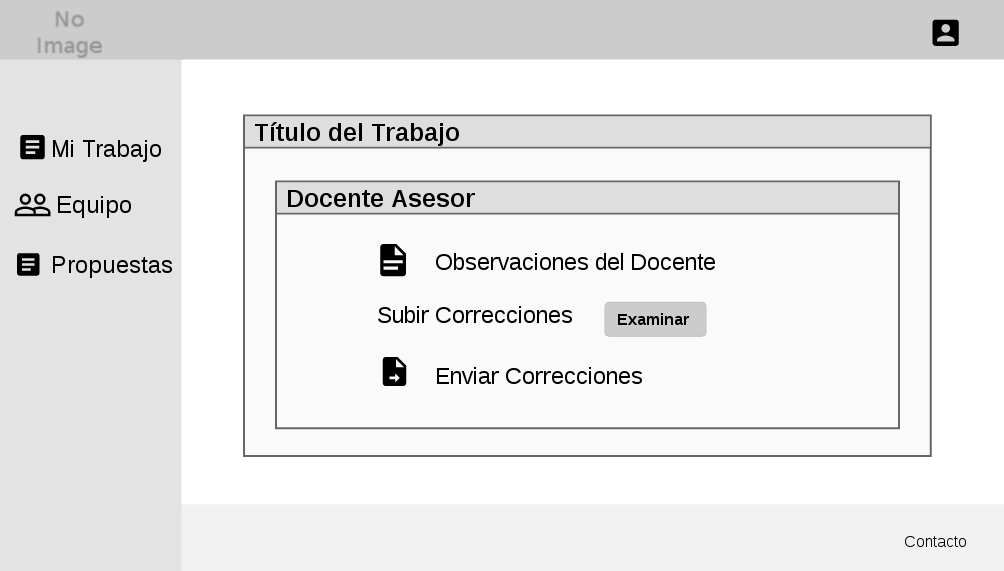 No
Image
Mi Trabajo
Equipo
Propuestas
Título del Trabajo
Docente Asesor
Observaciones del Docente
Subir Correcciones Examinar
Enviar Correcciones
Contacto